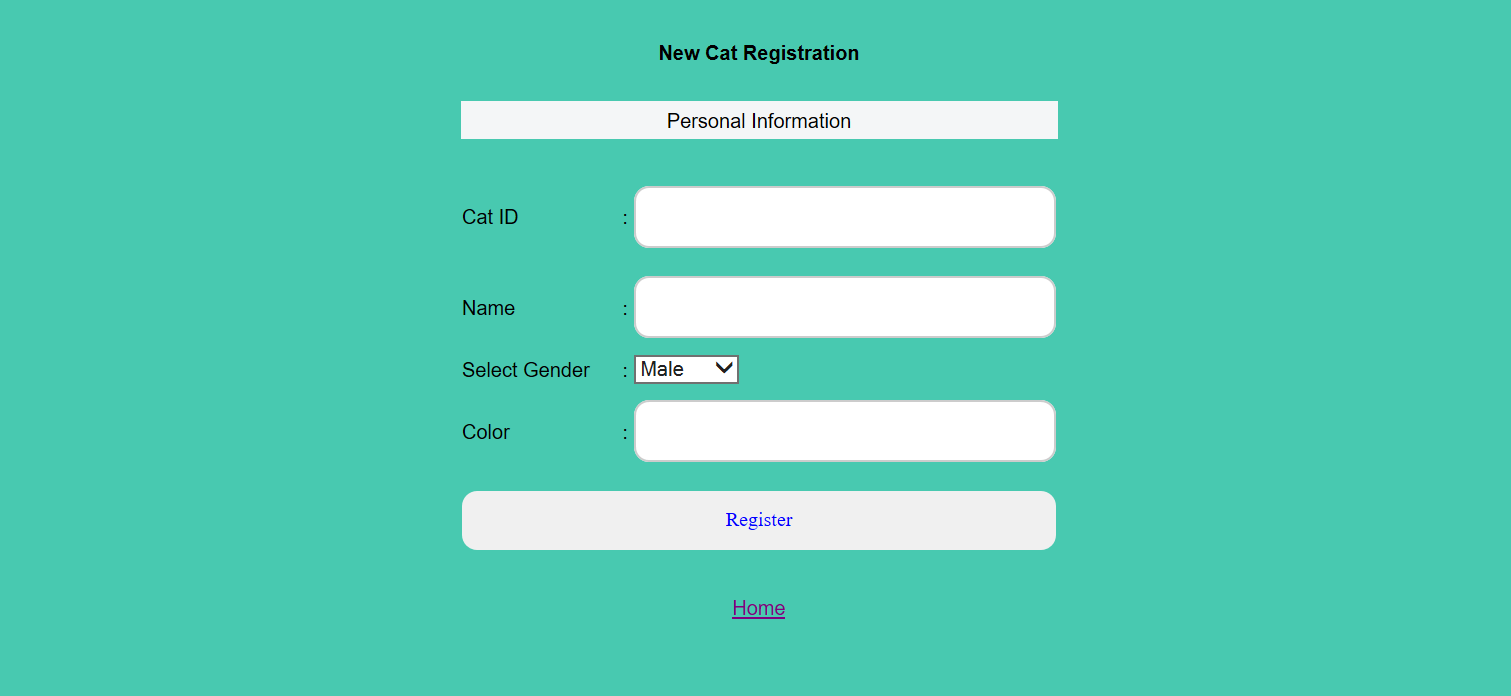 New Cat Registration
Personal Information
Cat ID :
Name :
Select Gender : Male
Color :
Register
Home